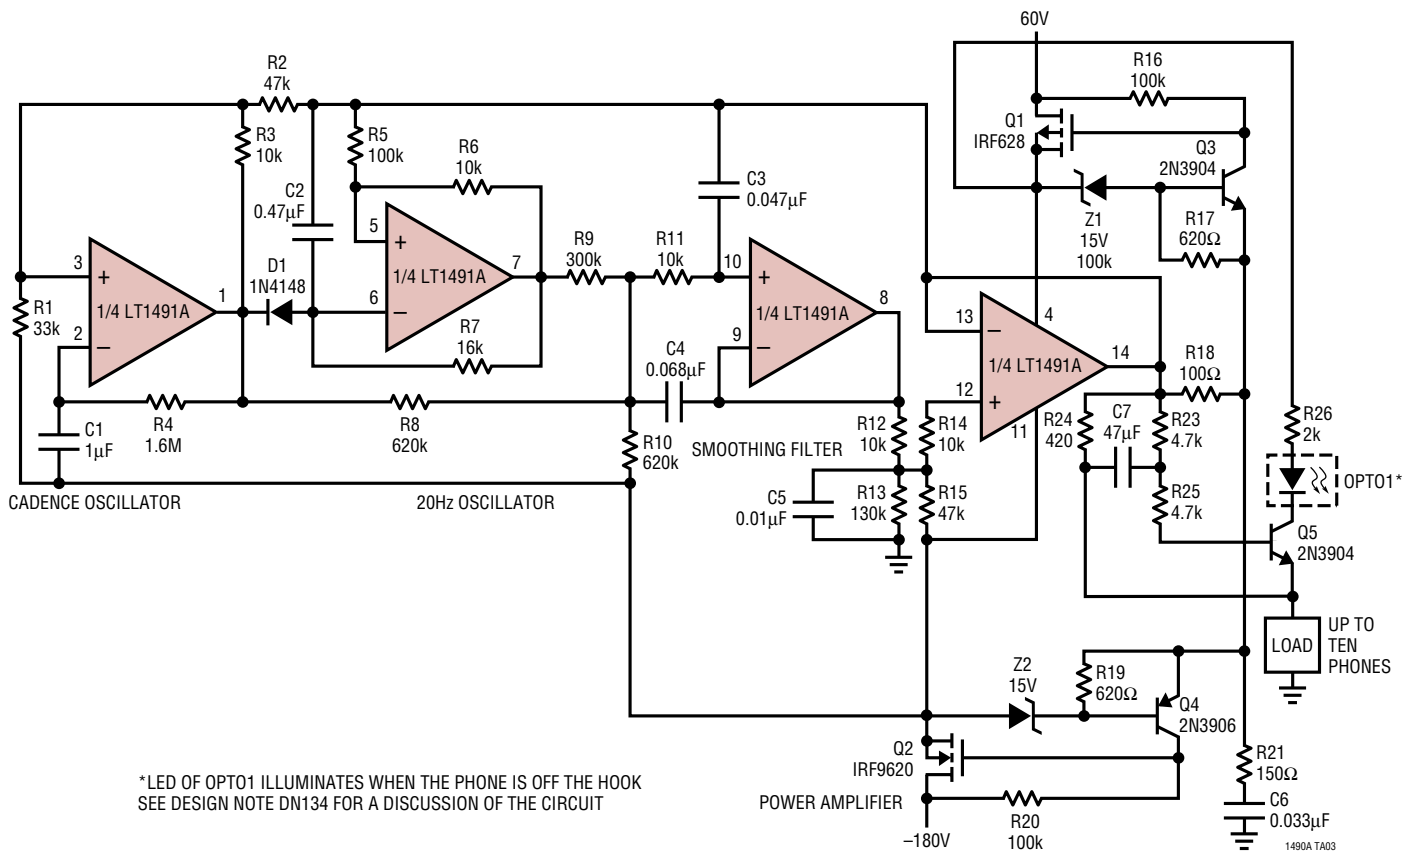 60V
R2
47k
R16
100k
R3
10k
R5
100k
R6
10k
Q1
IRF628
Q3
2N3904
C2
0.47µF
C3
0.047µF
Z1
15V
100k
R17
620Ω
3
+
2
–
1/4 LT1491A
1
R1
33k
D1
1N4148
5
+
6
–
1/4 LT1491A
7
R9
300k
R11
10k
10
+
9
–
1/4 LT1491A
8
R7
16k
C4
0.068µF
13
–
12
+
1/4 LT1491A
4
11
14
R18
100Ω
C1
1µF
R4
1.6M
R8
620k
R10
620k
SMOOTHING FILTER
R12
10k
R14
10k
R24
420
C7
47µF
R23
4.7k
R26
2k
OPTO1*
CADENCE OSCILLATOR
20Hz OSCILLATOR
C5
0.01µF
R13
130k
R15
47k
R25
4.7k
Q5
2N3904
LOAD
UP TO
TEN
PHONES
Z2
15V
R19
620Ω
Q4
2N3906
Q2
IRF9620
POWER AMPLIFIER
R21
150Ω
C6
0.033µF
–180V
R20
100k
*LED OF OPTO1 ILLUMINATES WHEN THE PHONE IS OFF THE HOOK
SEE DESIGN NOTE DN134 FOR A DISCUSSION OF THE CIRCUIT
1490A TA03